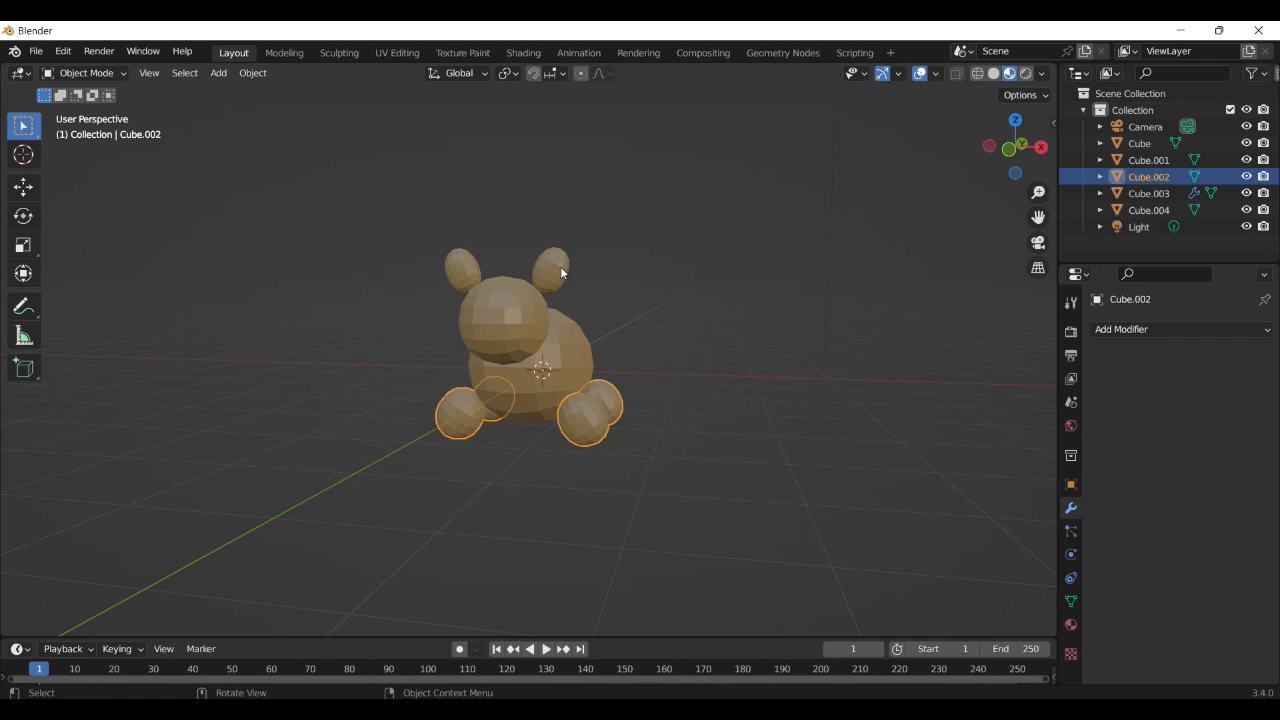 Blender
File Edit Render Window Help Layout Modeling Sculpting UV Editing Texture Paint Shading Animation Rendering Compositing Geometry Nodes Scripting + Scene ViewLayer
Object Mode View Select Add Object Global
Options
User Perspective
(1) Collection | Cube.002
Z
Y
X
Scene Collection
Collection
Camera
Cube
Cube.001
Cube.002
Cube.003
Cube.004
Light
Cube.002
Add Modifier
Playback Keying View Marker 1 Start 1 End 250
1 10 20 30 40 50 60 70 80 90 100 110 120 130 140 150 160 170 180 190 200 210 220 230 240 250
Select Rotate View Object Context Menu 3.4.0